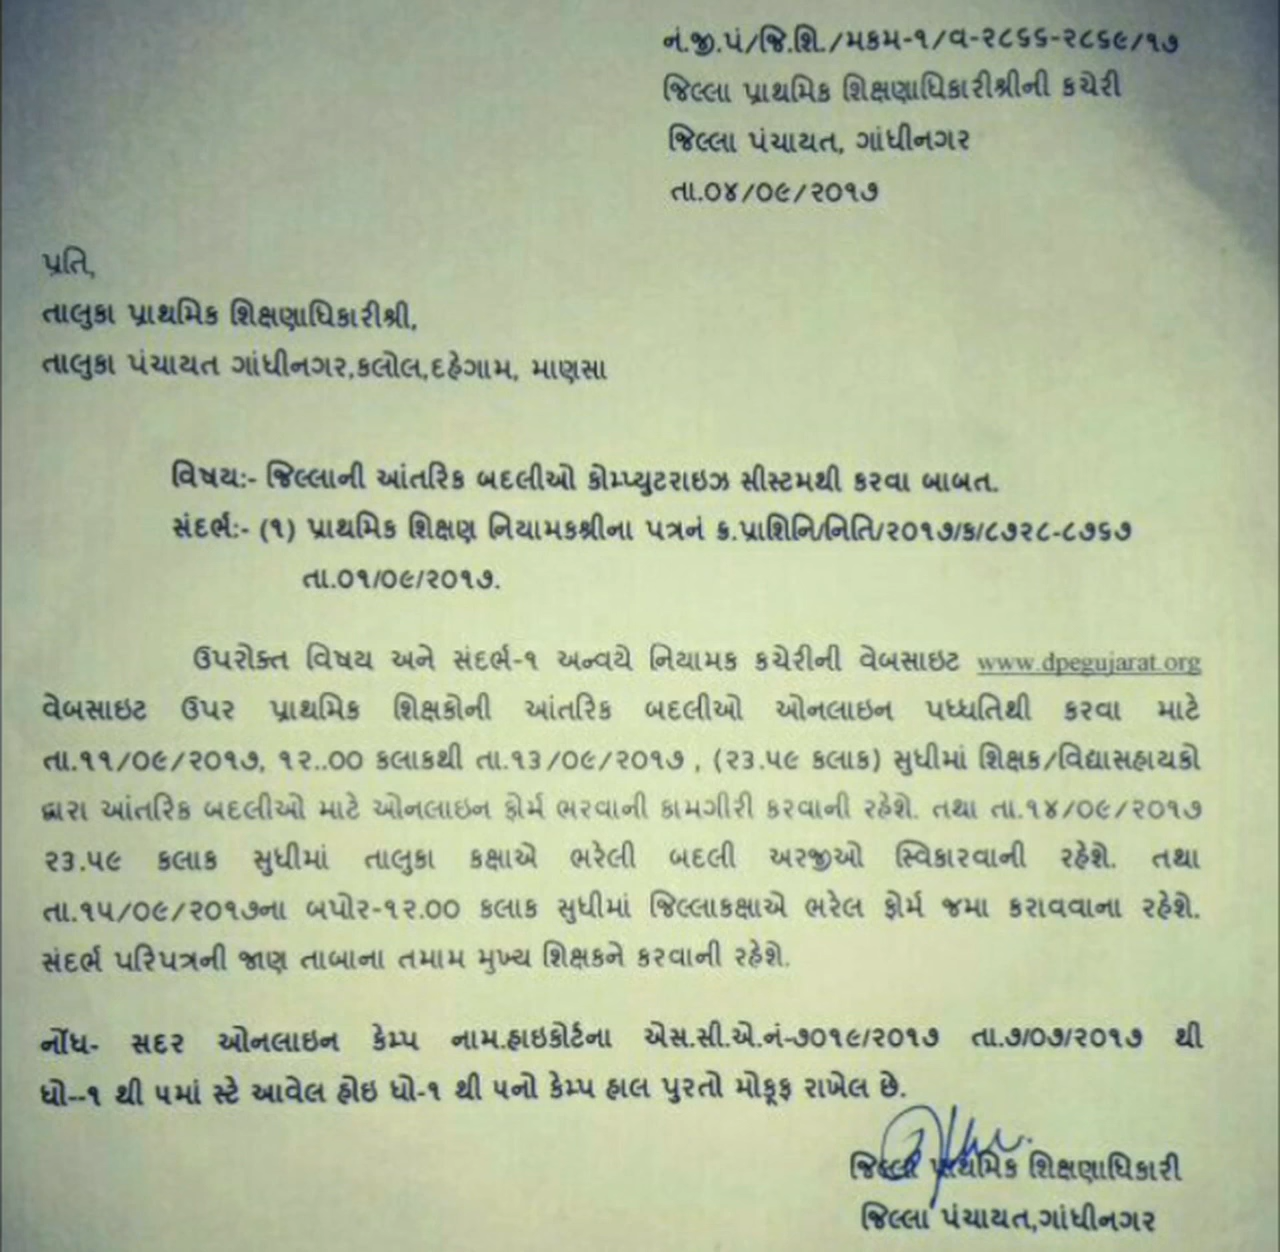 નં.જી.પં/જિ.શિ./મકમ-૧/વ-૨૮૬૬-૨૮૬૯/૧૭
જિલ્લા પ્રાથમિક શિક્ષણાધિકારીશ્રીની કચેરી
જિલ્લા પંચાયત, ગાંધીનગર
તા.૦૪/૦૯/૨૦૧૭
પ્રતિ,
તાલુકા પ્રાથમિક શિક્ષણાધિકારીશ્રી,
તાલુકા પંચાયત ગાંધીનગર,કલોલ,દહેગામ, માણસા
વિષય:- જિલ્લાની આંતરિક બદલીઓ કોમ્પ્યુટરાઇઝ સીસ્ટમથી કરવા બાબત.
સંદર્ભ:- (૧) પ્રાથમિક શિક્ષણ નિયામકશ્રીના પત્રનં ક્ર.પ્રાશિનિ/નિતિ/૨૦૧૭/ક/૮૭૨૮-૮૭૬૭
તા.૦૧/૦૯/૨૦૧૭.
ઉપરોક્ત વિષય અને સંદર્ભ-૧ અન્વયે નિયામક કચેરીની વેબસાઇટ www.dpegujarat.org
વેબસાઇટ ઉપર પ્રાથમિક શિક્ષકોની આંતરિક બદલીઓ ઓનલાઇન પધ્ધતિથી કરવા માટે
તા.૧૧/૦૯/૨૦૧૭, ૧૨..૦૦ કલાકથી તા.૧૩/૦૯/૨૦૧૭ , (૨૩.૫૯ કલાક) સુધીમાં શિક્ષક/વિદ્યાસહાયકો
દ્વારા આંતરિક બદલીઓ માટે ઓનલાઇન ફોર્મ ભરવાની કામગીરી કરવાની રહેશે. તથા તા.૧૪/૦૯/૨૦૧૭
૨૩.૫૯ કલાક સુધીમાં તાલુકા કક્ષાએ ભરેલી બદલી અરજીઓ સ્વિકારવાની રહેશે. તથા
તા.૧૫/૦૯/૨૦૧૭ના બપોર-૧૨.૦૦ કલાક સુધીમાં જિલ્લાકક્ષાએ ભરેલ ફોર્મ જમા કરાવવાના રહેશે.
સંદર્ભ પરિપત્રની જાણ તાબાના તમામ મુખ્ય શિક્ષકને કરવાની રહેશે.
નોંધ- સદર ઓનલાઇન કેમ્પ નામ.હાઇકોર્ટના એસ.સી.એ.નં-૭૦૧૯/૨૦૧૭ તા.૭/૦૭/૨૦૧૭ થી
ધો--૧ થી ૫માં સ્ટે આવેલ હોઇ ધો-૧ થી ૫નો કેમ્પ હાલ પુરતો મોકૂફ રાખેલ છે.
જિલ્લા પ્રાથમિક શિક્ષણાધિકારી
જિલ્લા પંચાયત,ગાંધીનગર